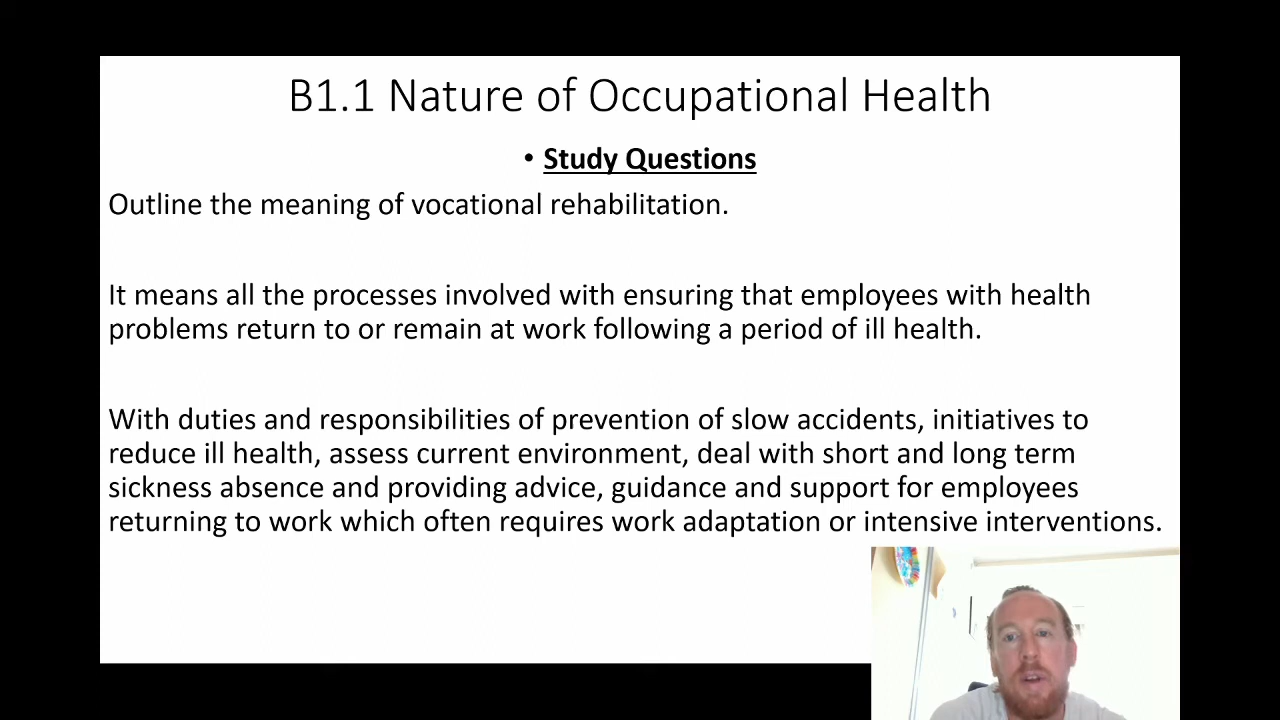 B1.1 Nature of Occupational Health
• Study Questions
Outline the meaning of vocational rehabilitation.
It means all the processes involved with ensuring that employees with health
problems return to or remain at work following a period of ill health.
With duties and responsibilities of prevention of slow accidents, initiatives to
reduce ill health, assess current environment, deal with short and long term
sickness absence and providing advice, guidance and support for employees
returning to work which often requires work adaptation or intensive interventions.